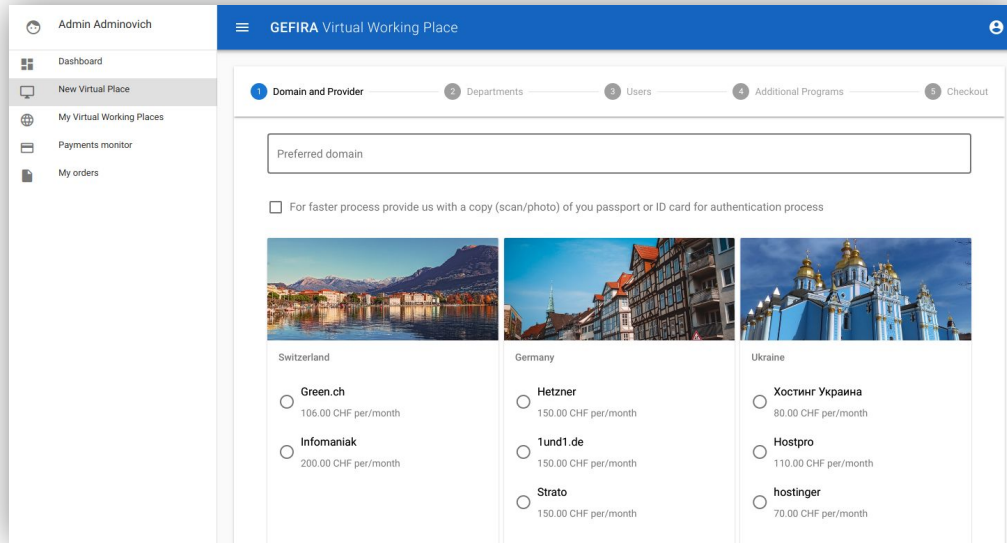 Admin Adminovich
GEFIRA Virtual Working Place
Dashboard
New Virtual Place
My Virtual Working Places
Payments monitor
My orders
1 Domain and Provider 2 Departments 3 Users 4 Additional Programs 5 Checkout
Preferred domain
For faster process provide us with a copy (scan/photo) of you passport or ID card for authentication process
Switzerland
Green.ch
106.00 CHF per/month
Infomaniak
200.00 CHF per/month
Germany
Hetzner
150.00 CHF per/month
1und1.de
150.00 CHF per/month
Strato
150.00 CHF per/month
Ukraine
Хостинг Украина
80.00 CHF per/month
Hostpro
110.00 CHF per/month
hostinger
70.00 CHF per/month